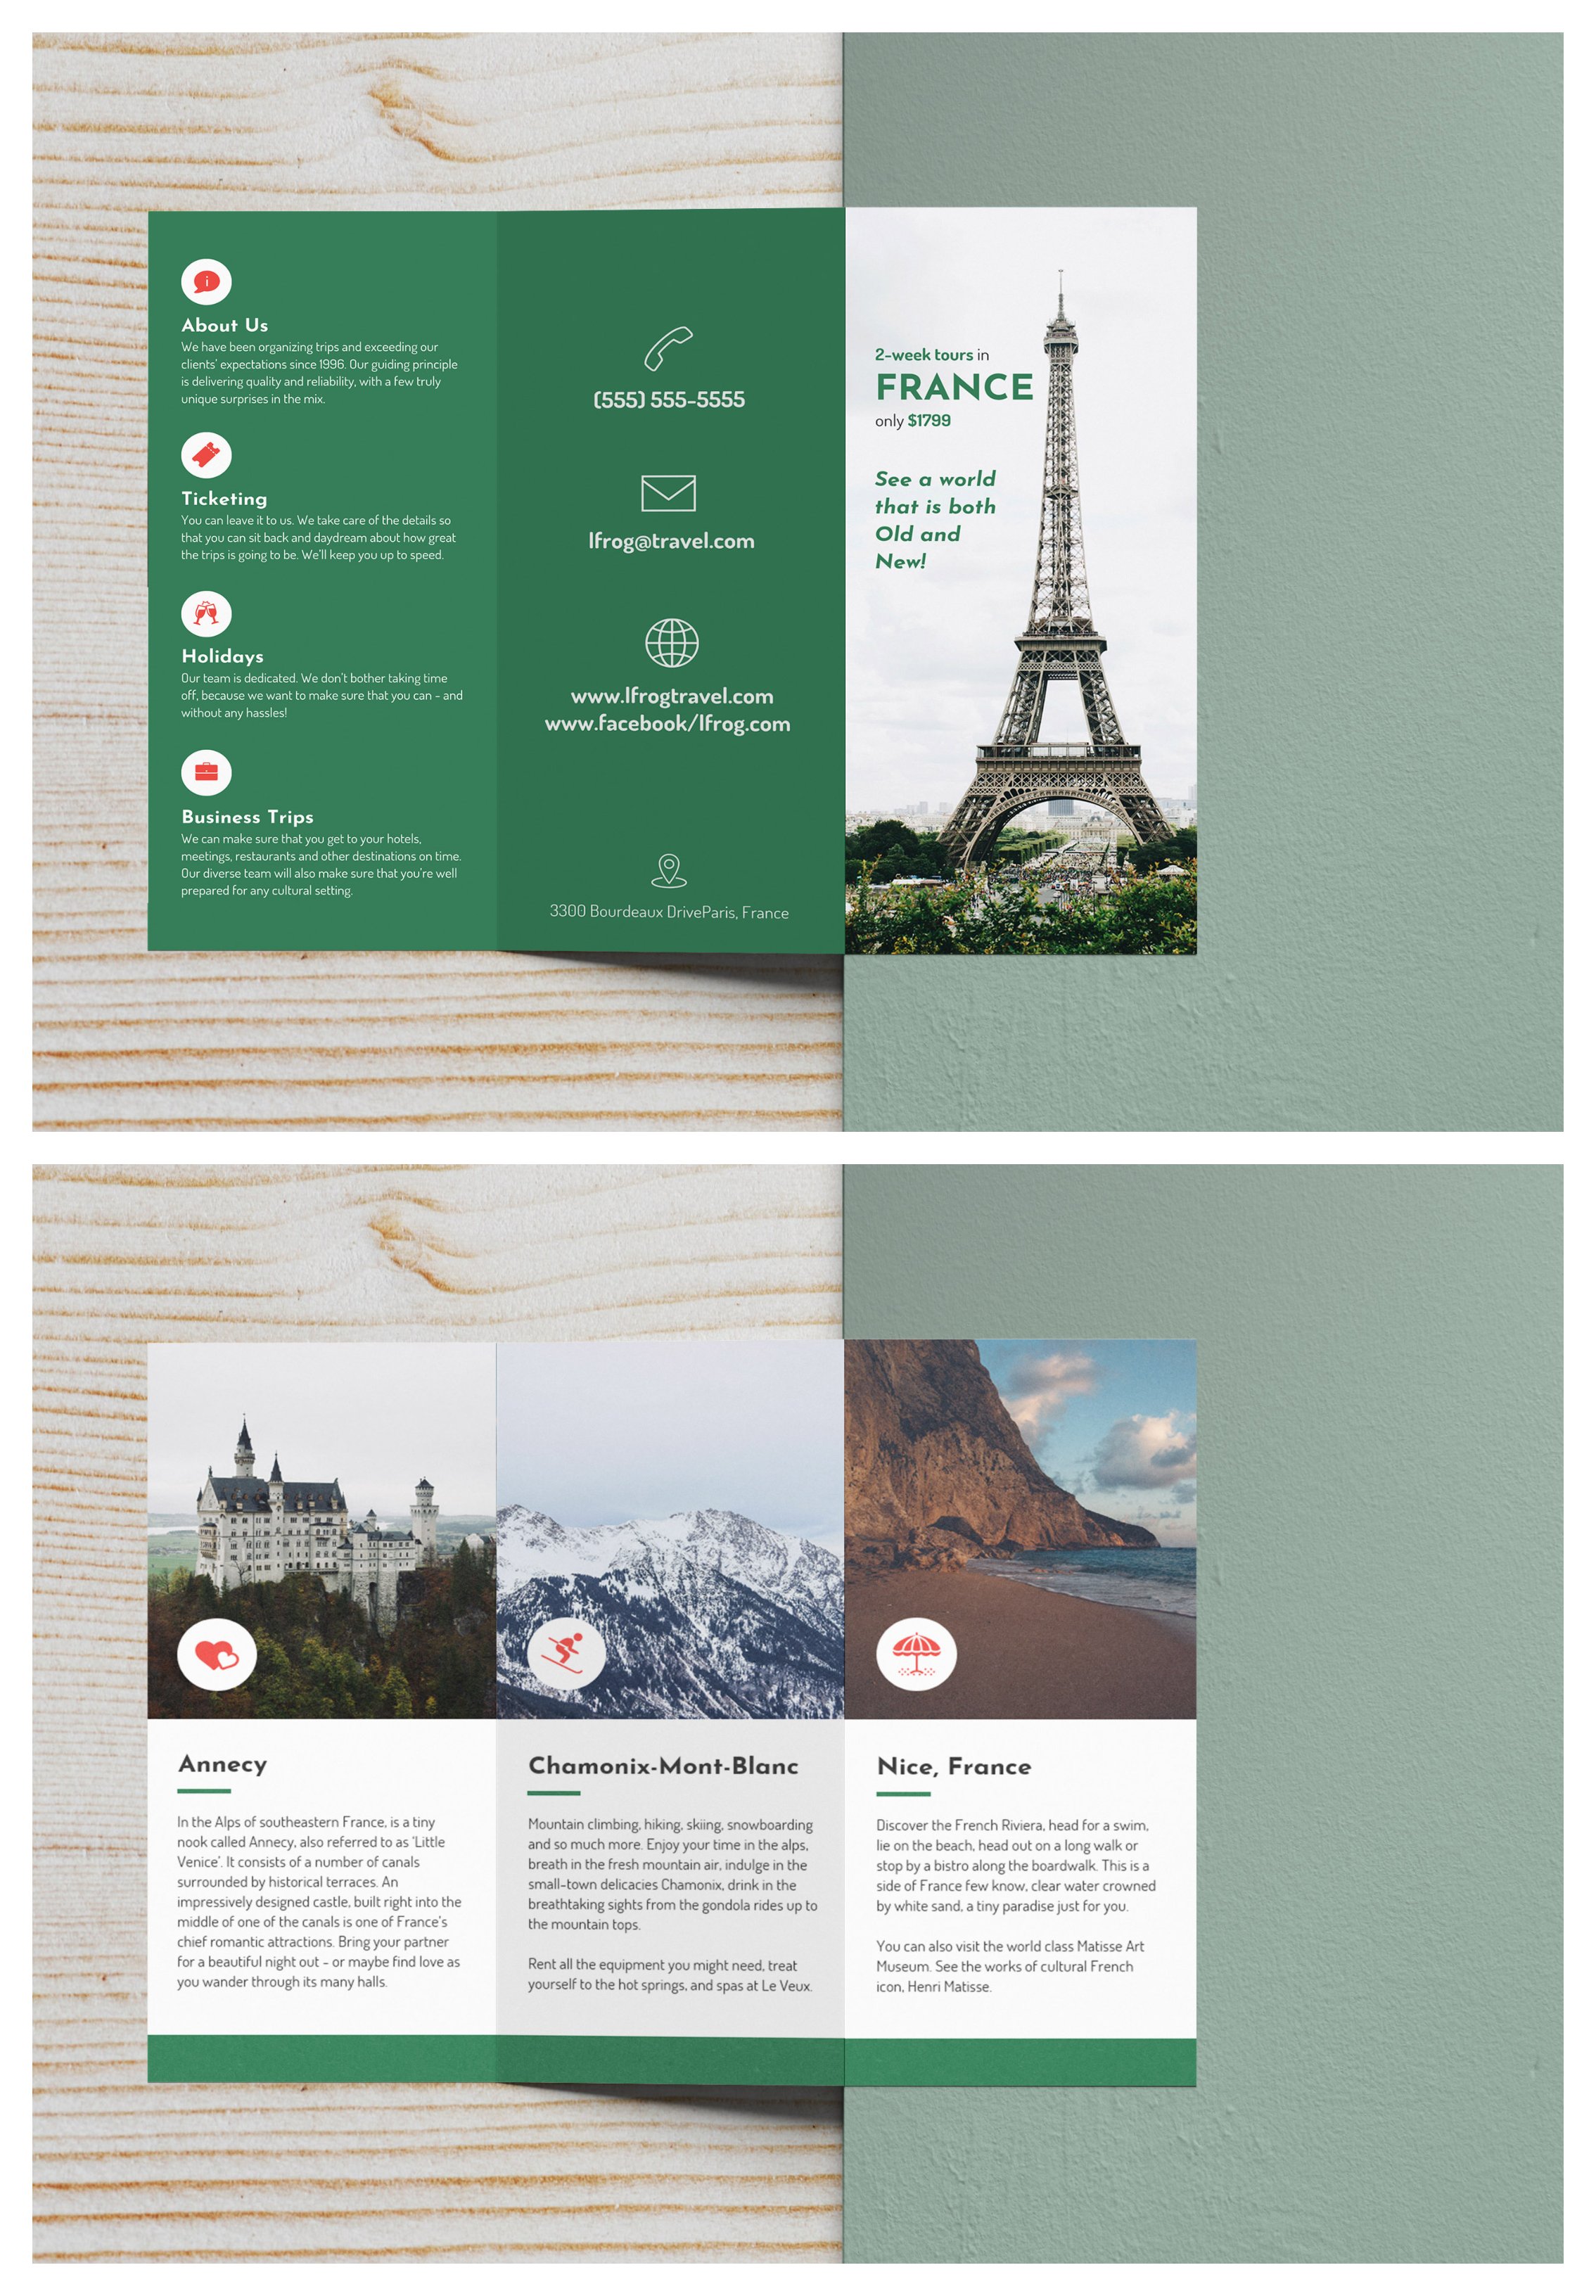 About Us
We have been organizing trips and exceeding our
clients' expectations since 1996. Our guiding principle
is delivering quality and reliability, with a few truly
unique surprises in the mix.
Ticketing
You can leave it to us. We take care of the details so
that you can sit back and daydream about how great
the trips is going to be. We'll keep you up to speed.
Holidays
Our team is dedicated. We don't bother taking time
off, because we want to make sure that you can - and
without any hassles!
Business Trips
We can make sure that you get to your hotels,
meetings, restaurants and other destinations on time.
Our diverse team will also make sure that you're well
prepared for any cultural setting.
(555) 555-5555
lfrog@travel.com
www.lfrogtravel.com
www.facebook/lfrog.com
3300 Bourdeaux DriveParis, France
2-week tours in
FRANCE
only $1799
See a world
that is both
Old and
New!
Annecy
In the Alps of southeastern France, is a tiny
nook called Annecy, also referred to as 'Little
Venice'. It consists of a number of canals
surrounded by historical terraces. An
impressively designed castle, built right into the
middle of one of the canals is one of France's
chief romantic attractions. Bring your partner
for a beautiful night out - or maybe find love as
you wander through its many halls.
Chamonix-Mont-Blanc
Mountain climbing, hiking, skiing, snowboarding
and so much more. Enjoy your time in the alps,
breath in the fresh mountain air, indulge in the
small-town delicacies Chamonix, drink in the
breathtaking sights from the gondola rides up to
the mountain tops.
Rent all the equipment you might need, treat
yourself to the hot springs, and spas at Le Veux.
Nice, France
Discover the French Riviera, head for a swim,
lie on the beach, head out on a long walk or
stop by a bistro along the boardwalk. This is a
side of France few know, clear water crowned
by white sand, a tiny paradise just for you.
You can also visit the world class Matisse Art
Museum. See the works of cultural French
icon, Henri Matisse.